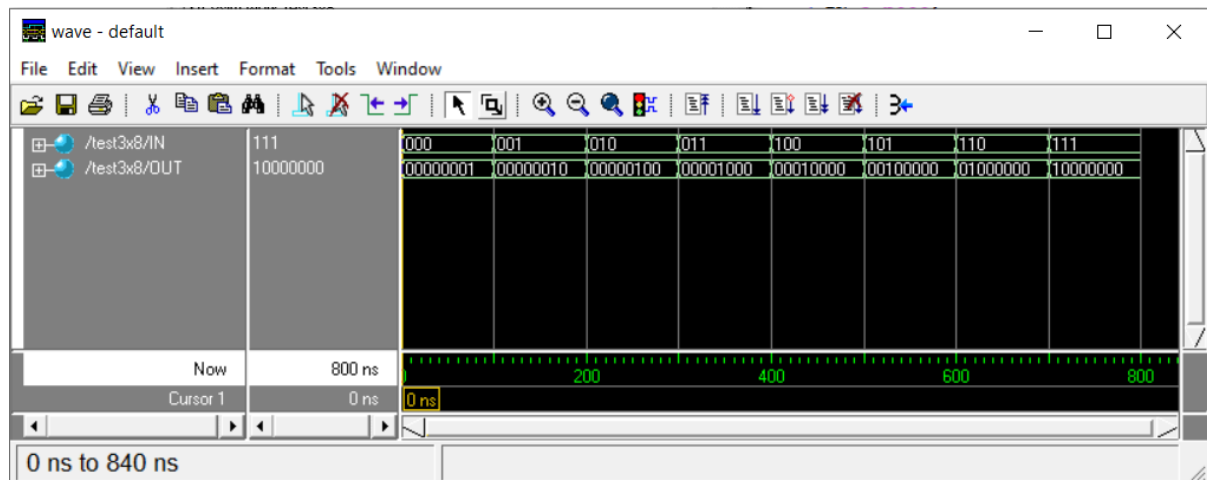 wave - default
File Edit View Insert Format Tools Window
/test3x8/IN 111 000 001 010 011 100 101 110 111
/test3x8/OUT 10000000 00000001 00000010 00000100 00001000 00010000 00100000 01000000 10000000
Now 800 ns 200 400 600 800
Cursor 1 0 ns 0 ns
0 ns to 840 ns